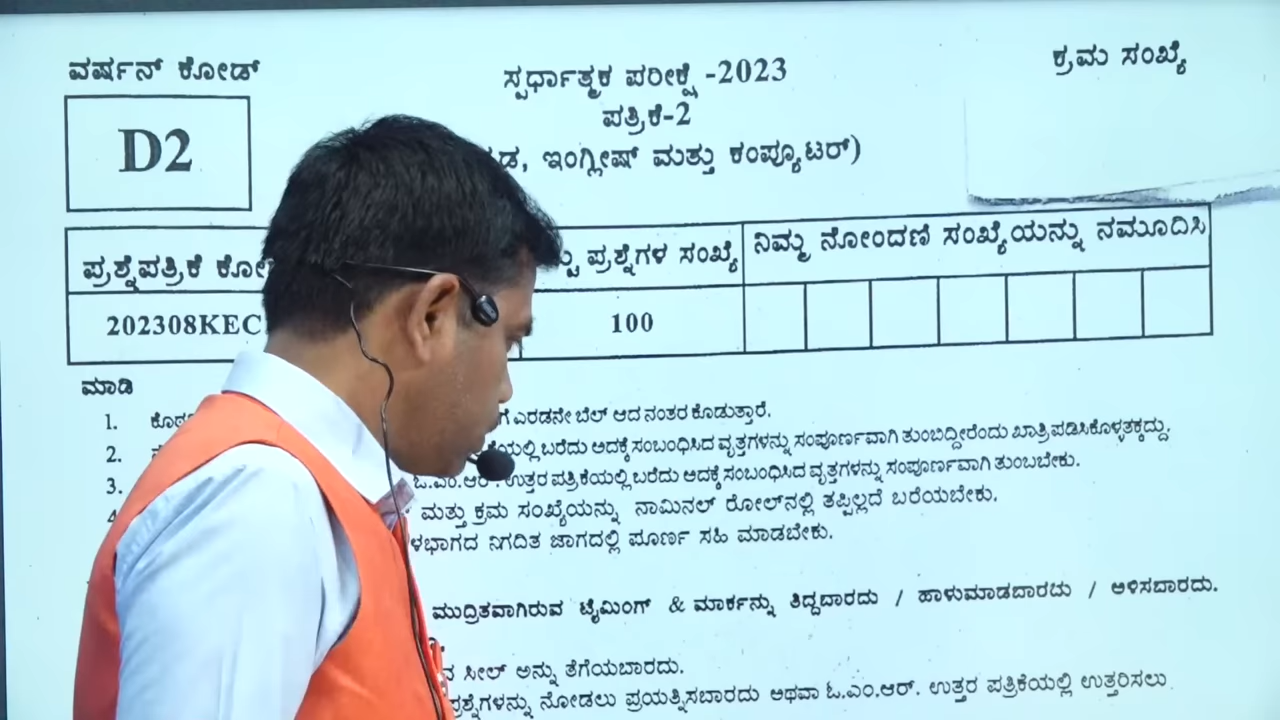 ವರ್ಷನ್ ಕೋಡ್
D2
ಸ್ಪರ್ಧಾತ್ಮಕ ಪರೀಕ್ಷೆ -2023
ಪತ್ರಿಕೆ-2
ಇಂಗ್ಲೀಷ್ ಮತ್ತು ಕಂಪ್ಯೂಟರ್)
ಕ್ರಮ ಸಂಖ್ಯೆ
ಪ್ರಶ್ನೆಪತ್ರಿಕೆ
ಪ್ರಶ್ನೆಗಳ ಸಂಖ್ಯೆ
ನಿಮ್ಮ ನೋಂದಣಿ ಸಂಖ್ಯೆಯನ್ನು ನಮೂದಿಸಿ
202308KEC
100
ಮಾಡಿ
1. ಎರಡನೇ ಬೆಲ್ ಆದ ನಂತರ ಕೊಡುತ್ತಾರೆ.
2. ಬರೆದು ಅದಕ್ಕೆ ಸಂಬಂಧಿಸಿದ ವೃತ್ತಗಳನ್ನು ಸಂಪೂರ್ಣವಾಗಿ ತುಂಬಿದ್ದೀರೆಂದು ಖಾತ್ರಿಪಡಿಸಿಕೊಳ್ಳತಕ್ಕದ್ದು.
3. ಓ.ಎಂ.ಆರ್. ಉತ್ತರ ಪತ್ರಿಕೆಯಲ್ಲಿ ಬರೆದು ಅದಕ್ಕೆ ಸಂಬಂಧಿಸಿದ ವೃತ್ತಗಳನ್ನು ಸಂಪೂರ್ಣವಾಗಿ ತುಂಬಬೇಕು.
ಮತ್ತು ಕ್ರಮ ಸಂಖ್ಯೆಯನ್ನು ನಾಮಿನಲ್ ರೋಲ್‌ನಲ್ಲಿ ತಪ್ಪಿಲ್ಲದೆ ಬರೆಯಬೇಕು.
ನಿಗದಿತ ಜಾಗದಲ್ಲಿ ಪೂರ್ಣ ಸಹಿ ಮಾಡಬೇಕು.
ಮುದ್ರಿತವಾಗಿರುವ ಟೈಮಿಂಗ್ & ಮಾರ್ಕನ್ನು ತಿದ್ದಬಾರದು / ಹಾಳುಮಾಡಬಾರದು / ಅಳಿಸಬಾರದು.
ಸೀಲ್ ಅನ್ನು ತೆಗೆಯಬಾರದು.
ಪ್ರಶ್ನೆಗಳನ್ನು ನೋಡಲು ಪ್ರಯತ್ನಿಸಬಾರದು ಅಥವಾ ಓ.ಎಂ.ಆರ್. ಉತ್ತರ ಪತ್ರಿಕೆಯಲ್ಲಿ ಉತ್ತರಿಸಲು